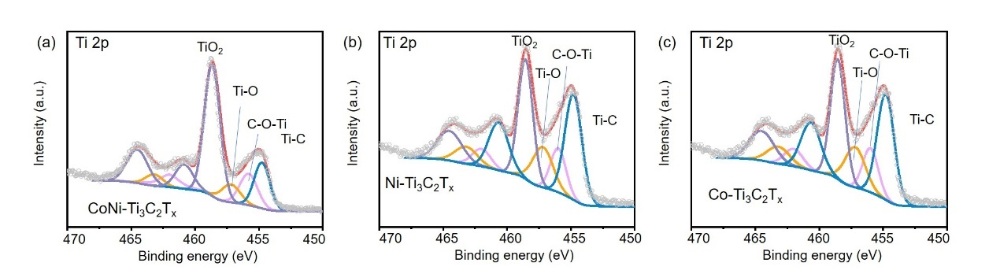 (a)
Ti 2p
TiO2
Ti-O
C-O-Ti
Ti-C
CoNi-Ti3C2Tx
Intensity (a.u.)
470 465 460 455 450
Binding energy (eV)
(b)
Ti 2p
TiO2
C-O-Ti
Ti-O
Ti-C
Ni-Ti3C2Tx
Intensity (a.u.)
470 465 460 455 450
Binding energy (eV)
(c)
Ti 2p
TiO2
C-O-Ti
Ti-O
Ti-C
Co-Ti3C2Tx
Intensity (a.u.)
470 465 460 455 450
Binding energy (eV)